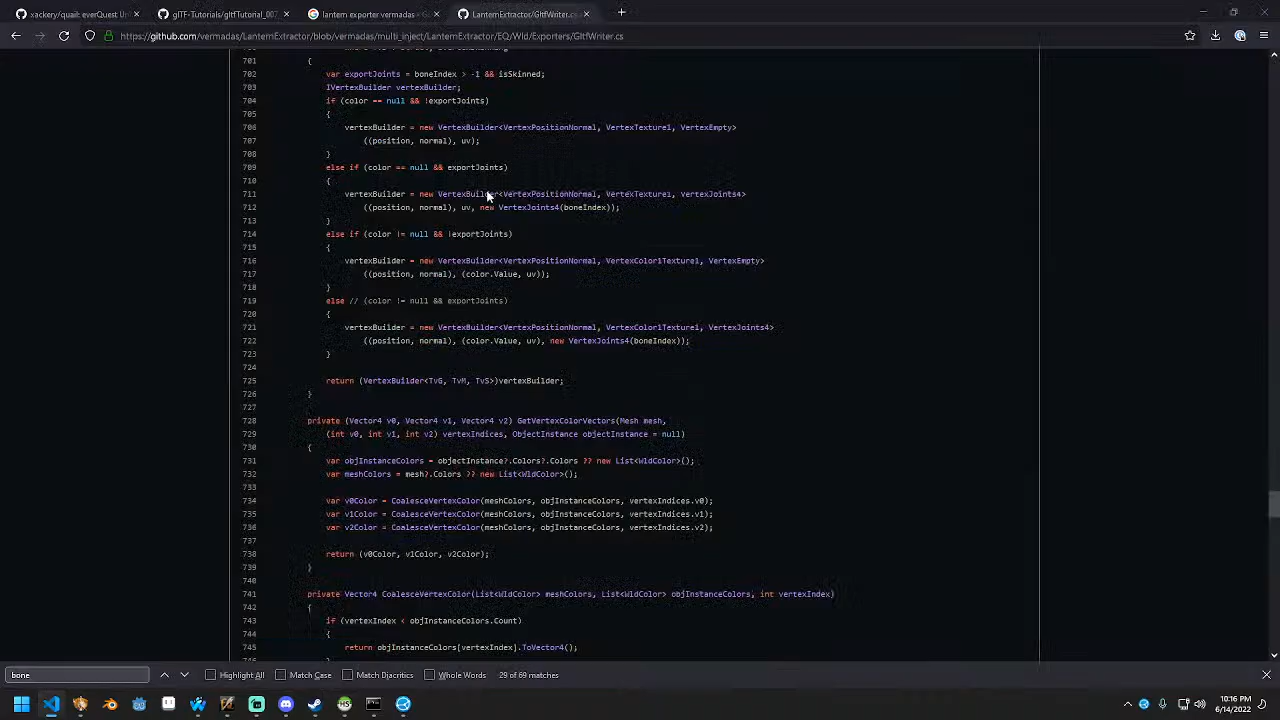 xackery/quail: everQuest Un
glTF-Tutorials/gltfTutorial_007
lantern exporter vermadas - G
LanternExtractor/GltfWriter.cs
https://github.com/vermadas/LanternExtractor/blob/vermadas/multi_inject/LanternExtractor/EQ/Wld/Exporters/GltfWriter.cs
701 {
702 var exportJoints = boneIndex > -1 && isSkinned;
703 IVertexBuilder vertexBuilder;
704 if (color == null && !exportJoints)
705 {
706 vertexBuilder = new VertexBuilder<VertexPositionNormal, VertexTexture1, VertexEmpty>
707 ((position, normal), uv);
708 }
709 else if (color == null && exportJoints)
710 {
711 vertexBuilder = new VertexBuilder<VertexPositionNormal, VertexTexture1, VertexJoints4>
712 ((position, normal), uv, new VertexJoints4(boneIndex));
713 }
714 else if (color != null && !exportJoints)
715 {
716 vertexBuilder = new VertexBuilder<VertexPositionNormal, VertexColor1Texture1, VertexEmpty>
717 ((position, normal), (color.Value, uv));
718 }
719 else // (color != null && exportJoints)
720 {
721 vertexBuilder = new VertexBuilder<VertexPositionNormal, VertexColor1Texture1, VertexJoints4>
722 ((position, normal), (color.Value, uv), new VertexJoints4(boneIndex));
723 }
724
725 return (VertexBuilder<TvG, TvM, TvS>)vertexBuilder;
726 }
727
728 private (Vector4 v0, Vector4 v1, Vector4 v2) GetVertexColorVectors(Mesh mesh,
729 (int v0, int v1, int v2) vertexIndices, ObjectInstance objectInstance = null)
730 {
731 var objInstanceColors = objectInstance?.Colors?.Colors ?? new List<WldColor>();
732 var meshColors = mesh?.Colors ?? new List<WldColor>();
733
734 var v0Color = CoalesceVertexColor(meshColors, objInstanceColors, vertexIndices.v0);
735 var v1Color = CoalesceVertexColor(meshColors, objInstanceColors, vertexIndices.v1);
736 var v2Color = CoalesceVertexColor(meshColors, objInstanceColors, vertexIndices.v2);
737
738 return (v0Color, v1Color, v2Color);
739 }
740
741 private Vector4 CoalesceVertexColor(List<WldColor> meshColors, List<WldColor> objInstanceColors, int vertexIndex)
742 {
743 if (vertexIndex < objInstanceColors.Count)
744 {
745 return objInstanceColors[vertexIndex].ToVector4();
bone
Highlight All
Match Case
Match Diacritics
Whole Words
29 of 69 matches
10:16 PM
6/14/2022